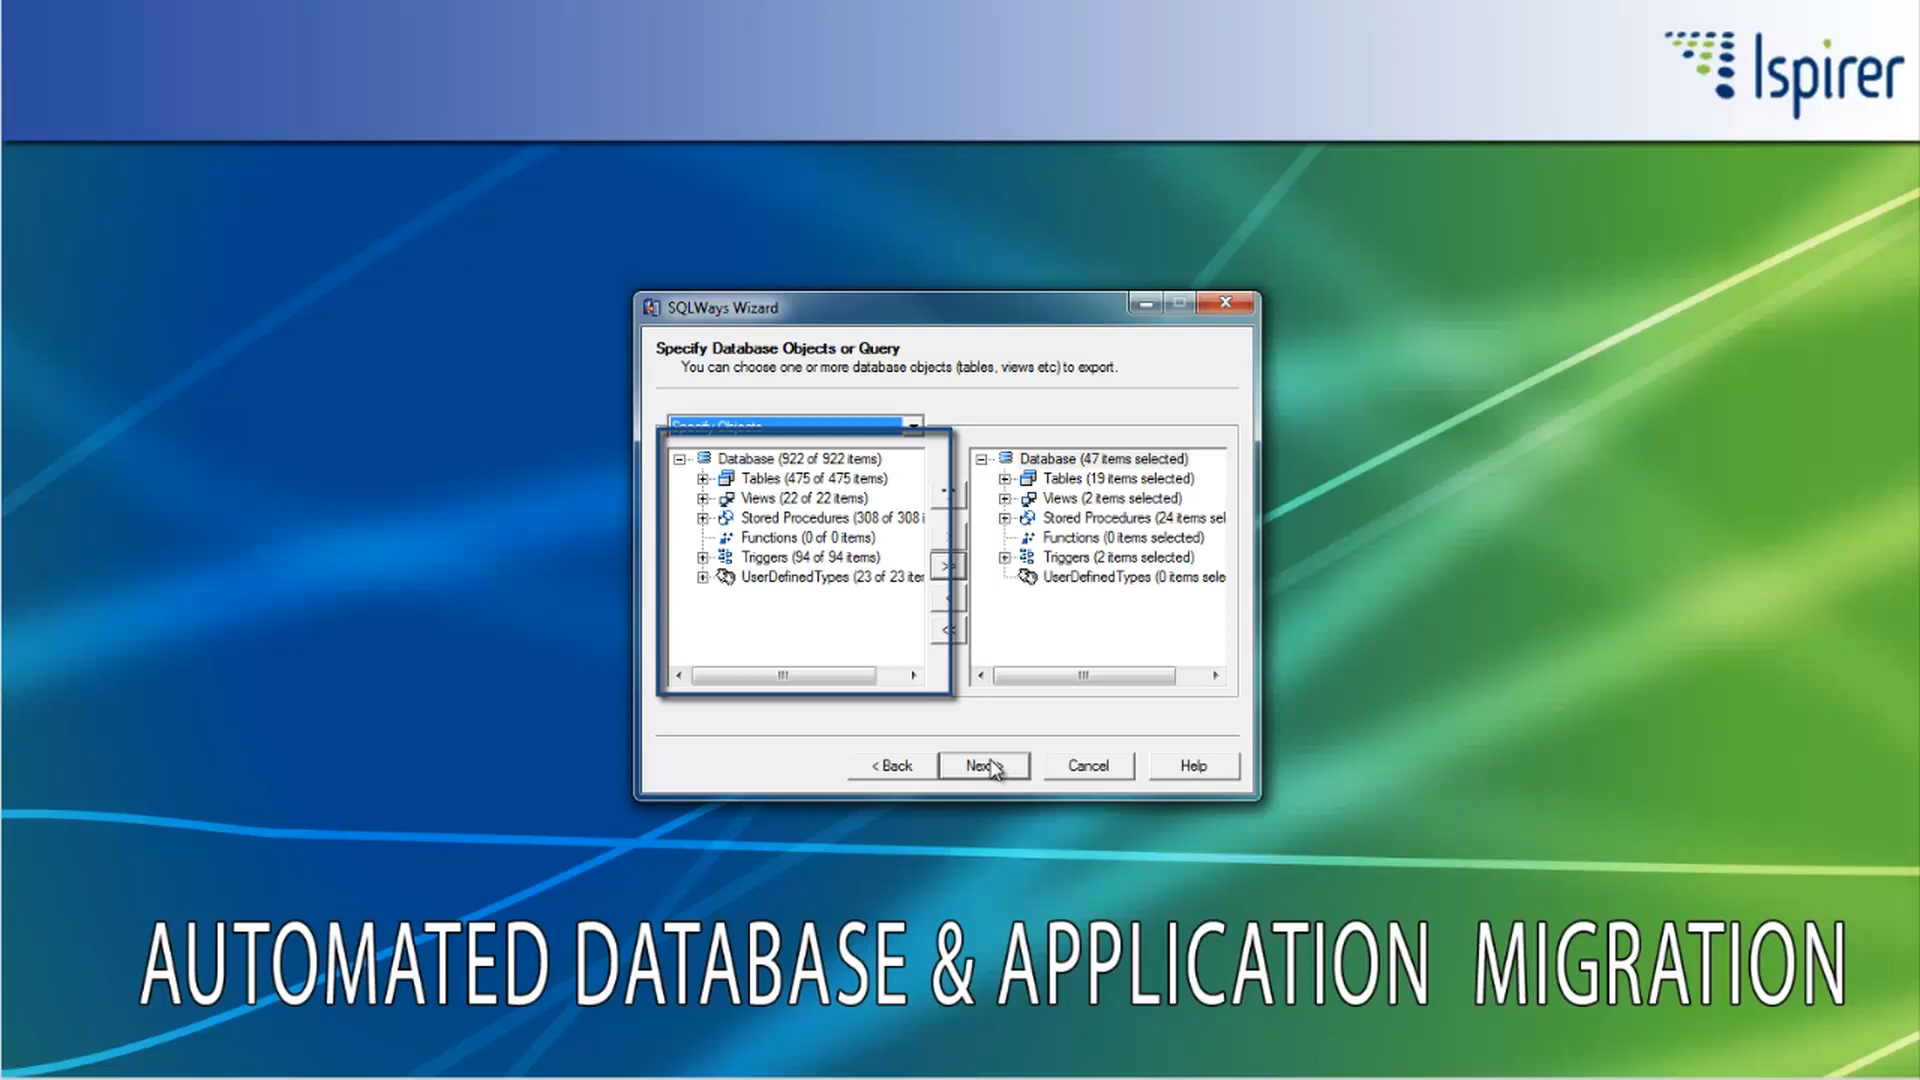 Ispirer
SQLWays Wizard
Specify Database Objects or Query
You can choose one or more database objects (tables, views etc) to export.
Specify Objects
Database (922 of 922 items)
Tables (475 of 475 items)
Views (22 of 22 items)
Stored Procedures (308 of 308 i
Functions (0 of 0 items)
Triggers (94 of 94 items)
UserDefinedTypes (23 of 23 iter
>>
<
<<
Database (47 items selected)
Tables (19 items selected)
Views (2 items selected)
Stored Procedures (24 items sel
Functions (0 items selected)
Triggers (2 items selected)
UserDefinedTypes (0 items sele
< Back
Next >
Cancel
Help
AUTOMATED DATABASE & APPLICATION MIGRATION